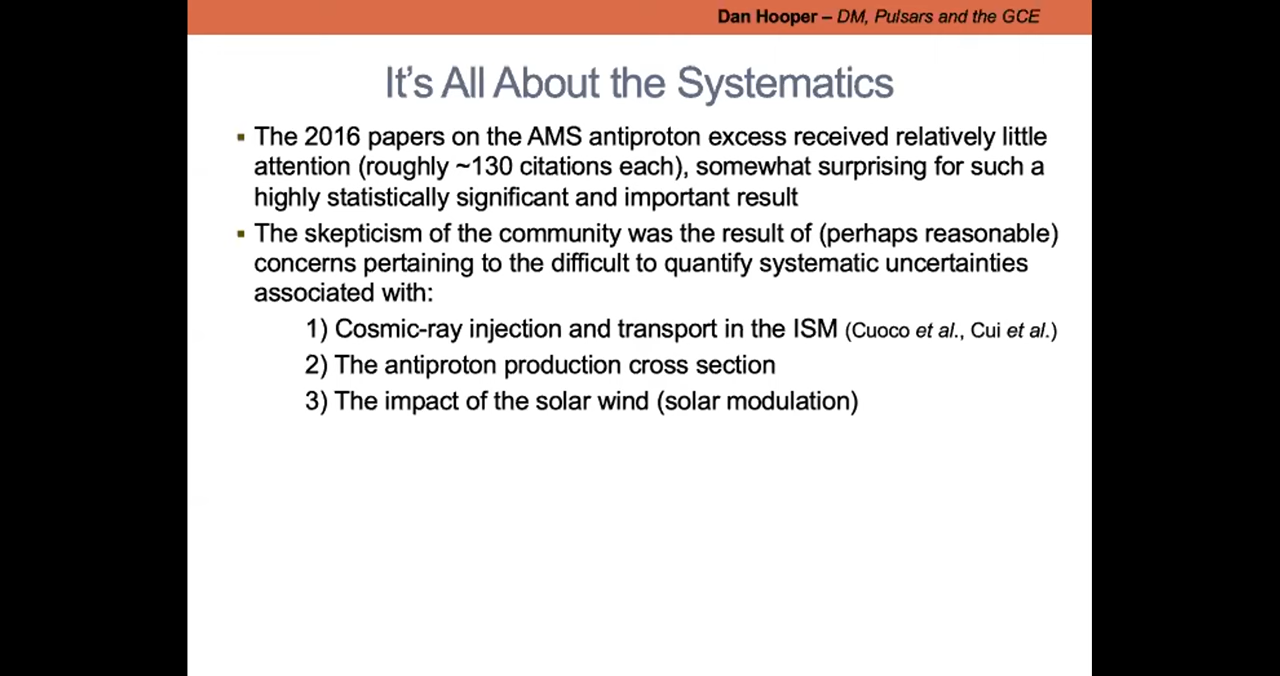 Dan Hooper – DM, Pulsars and the GCE
It's All About the Systematics
▪ The 2016 papers on the AMS antiproton excess received relatively little
attention (roughly ~130 citations each), somewhat surprising for such a
highly statistically significant and important result
▪ The skepticism of the community was the result of (perhaps reasonable)
concerns pertaining to the difficult to quantify systematic uncertainties
associated with:
1) Cosmic-ray injection and transport in the ISM (Cuoco et al., Cui et al.)
2) The antiproton production cross section
3) The impact of the solar wind (solar modulation)